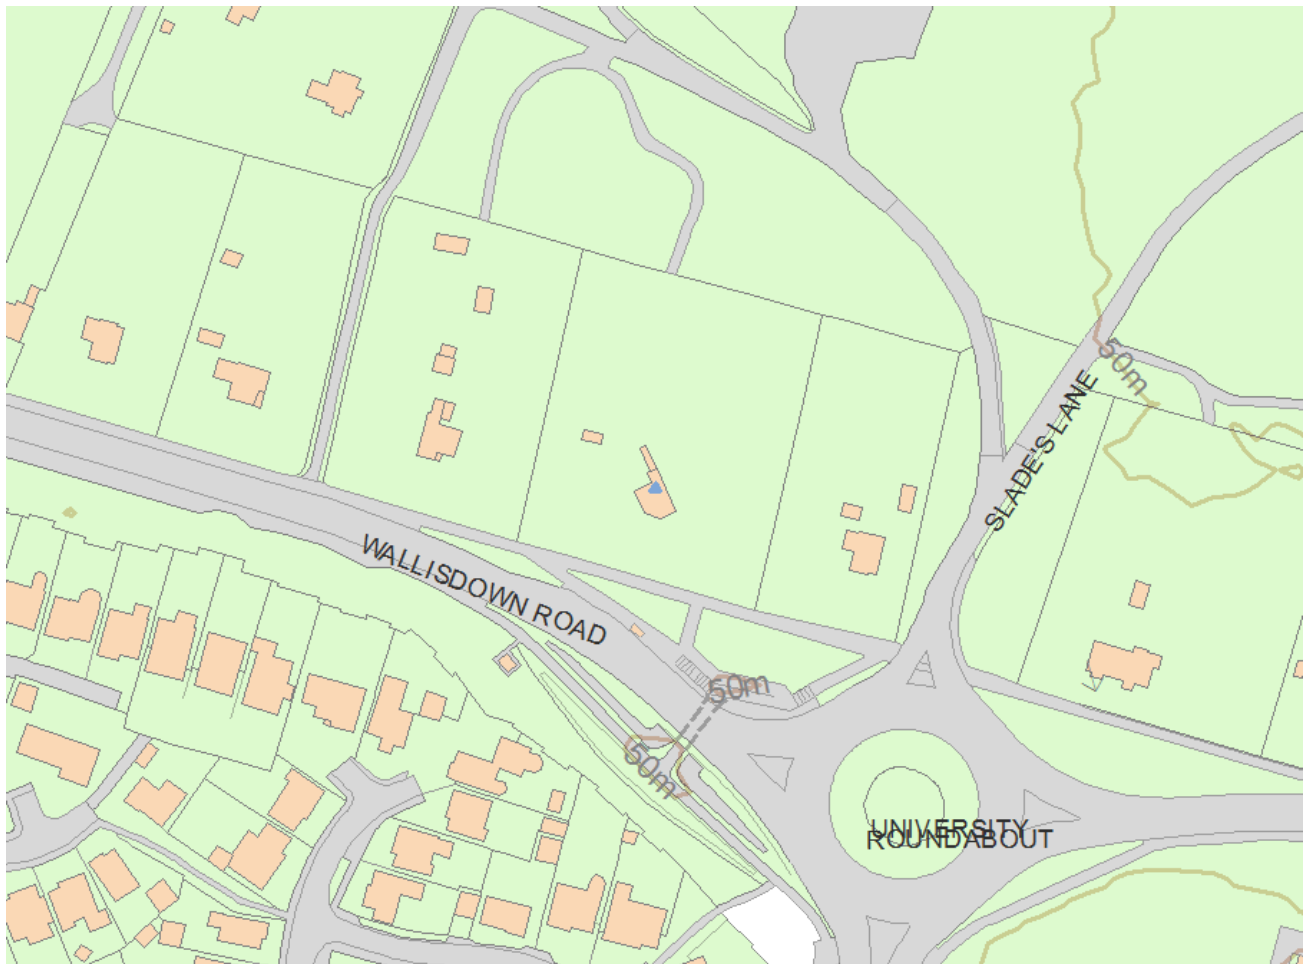 50m
SLADE'S LANE
WALLISDOWN ROAD
50m
50m
UNIVERSITY
ROUNDABOUT